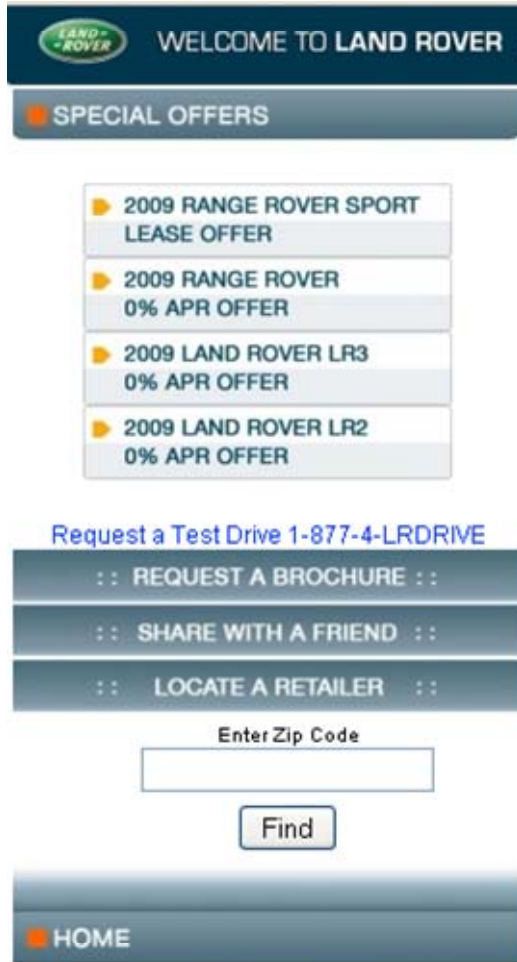 LAND-
-ROVER
WELCOME TO LAND ROVER
SPECIAL OFFERS
2009 RANGE ROVER SPORT
LEASE OFFER
2009 RANGE ROVER
0% APR OFFER
2009 LAND ROVER LR3
0% APR OFFER
2009 LAND ROVER LR2
0% APR OFFER
Request a Test Drive 1-877-4-LRDRIVE
:: REQUEST A BROCHURE ::
:: SHARE WITH A FRIEND ::
:: LOCATE A RETAILER ::
Enter Zip Code
Find
HOME